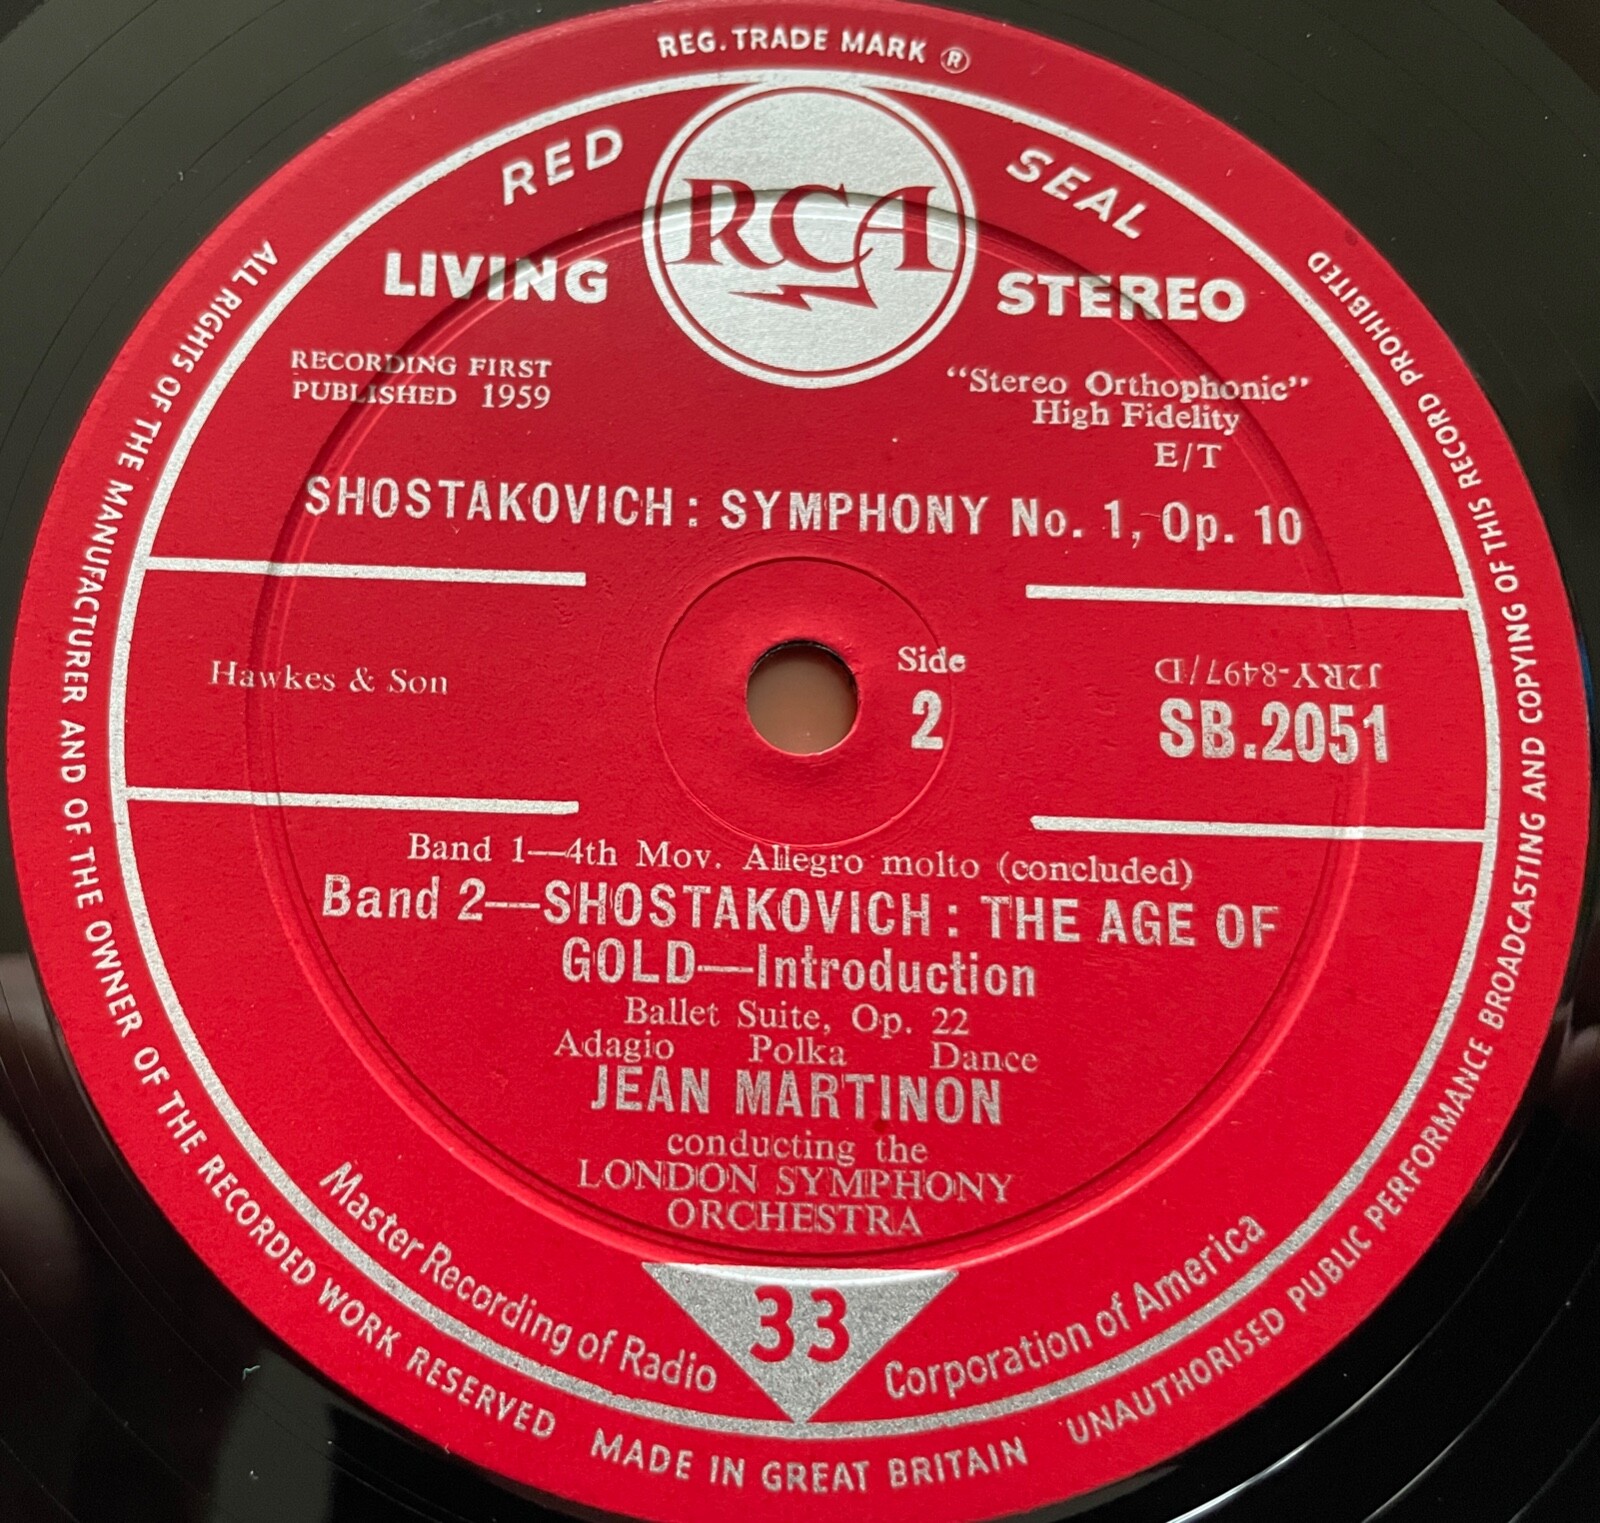 REG. TRADE MARK ®
RED SEAL
RCA
LIVING STEREO
RECORDING FIRST
PUBLISHED 1959
"Stereo Orthophonic"
High Fidelity
E/T
SHOSTAKOVICH : SYMPHONY No. 1, Op. 10
Hawkes & Son
Side
2
J2RY-8497/D
SB.2051
Band 1—4th Mov. Allegro molto (concluded)
Band 2—SHOSTAKOVICH : THE AGE OF
GOLD—Introduction
Ballet Suite, Op. 22
Adagio Polka Dance
JEAN MARTINON
conducting the
LONDON SYMPHONY
ORCHESTRA
Master Recording of Radio Corporation of America
33
ALL RIGHTS OF THE MANUFACTURER AND OF THE OWNER OF THE RECORDED WORK RESERVED
MADE IN GREAT BRITAIN
UNAUTHORISED PUBLIC PERFORMANCE BROADCASTING AND COPYING OF THIS RECORD PROHIBITED